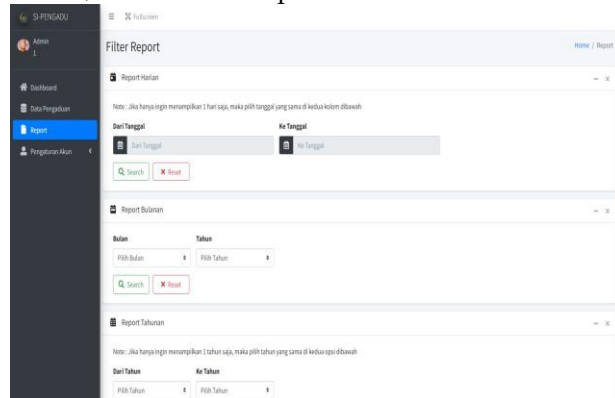 SI-PENGADU
Fullscreen
Admin
1
Filter Report
Home / Report
Dashboard
Data Pengaduan
Report
Pengaturan Akun
Report Harian
Note : Jika hanya ingin menampilkan 1 hari saja, maka pilih tanggal yang sama di kedua kolom dibawah
Dari Tanggal
Ke Tanggal
Dari Tanggal
Ke Tanggal
Search
Reset
Report Bulanan
Bulan
Tahun
Pilih Bulan
Pilih Tahun
Search
Reset
Report Tahunan
Note : Jika hanya ingin menampilkan 1 tahun saja, maka pilih tahun yang sama di kedua opsi dibawah
Dari Tahun
Ke Tahun
Pilih Tahun
Pilih Tahun